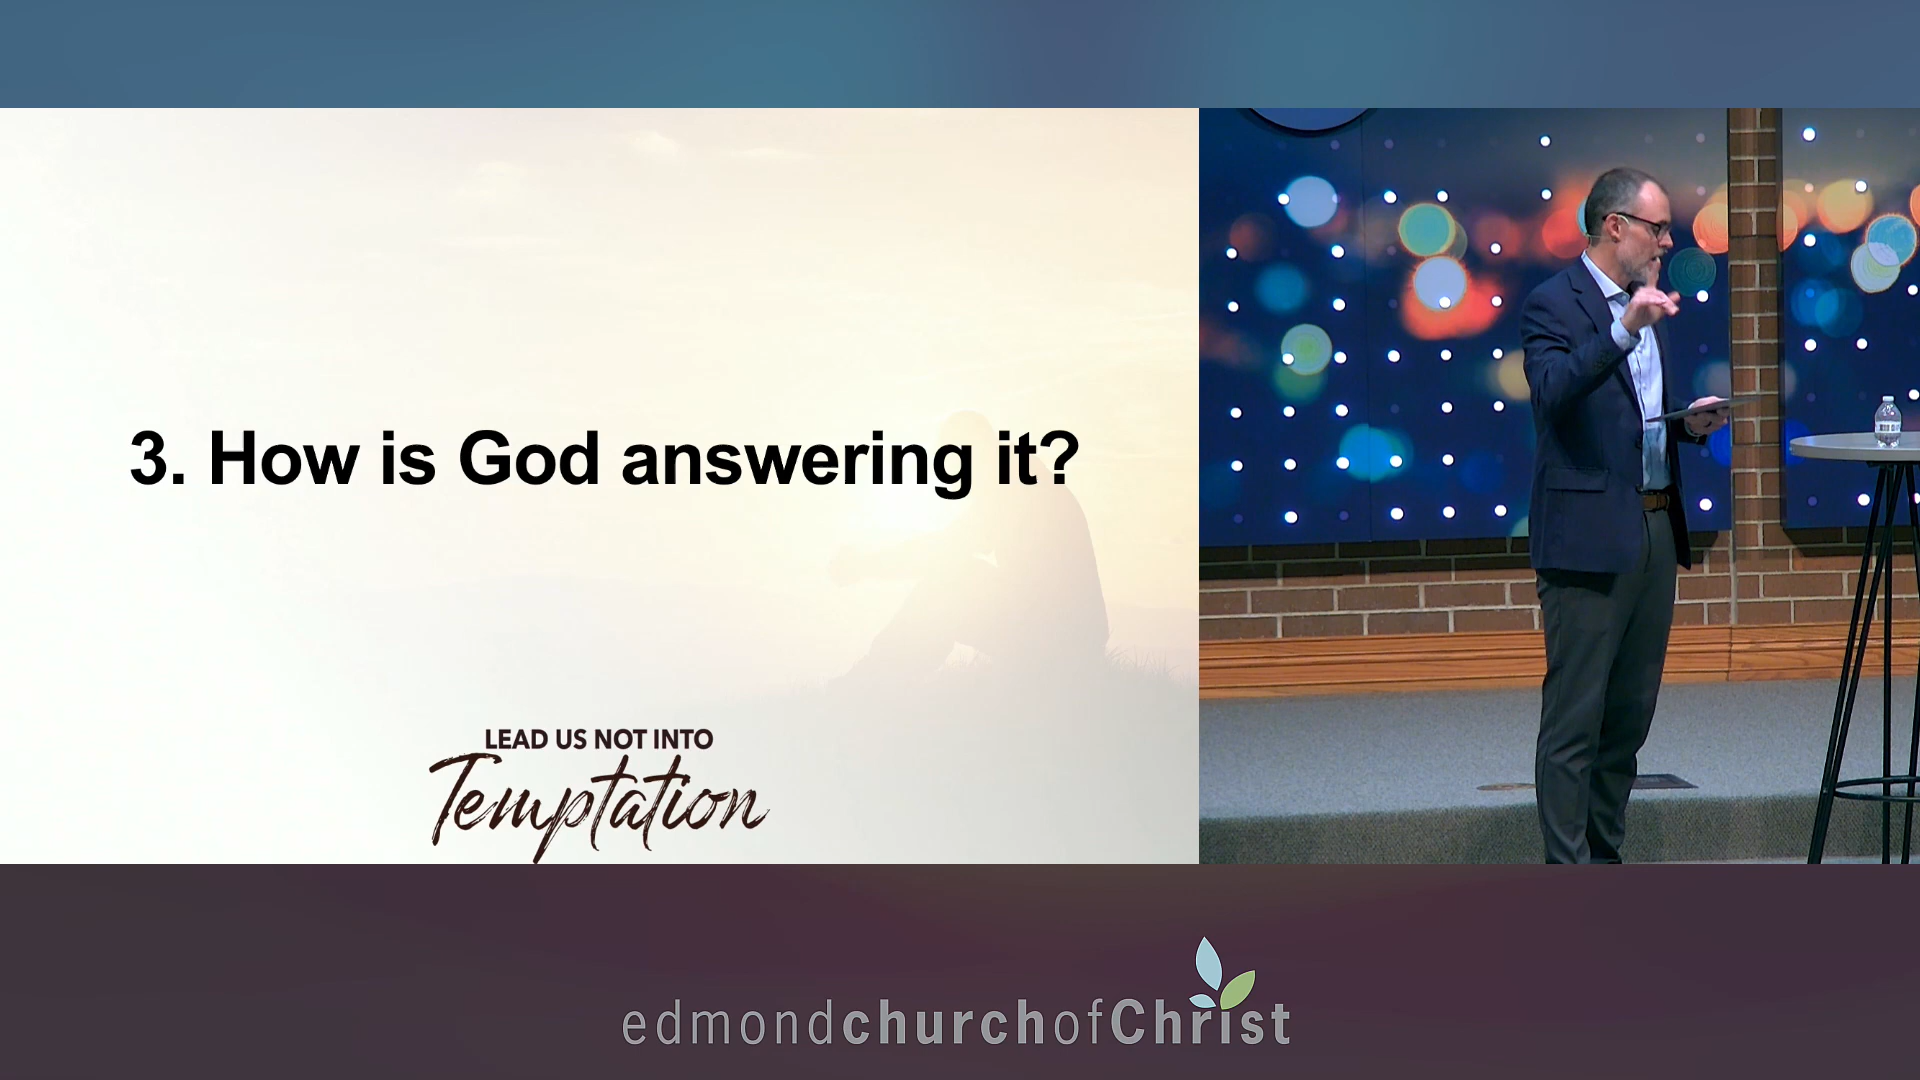 3. How is God answering it?
LEAD US NOT INTO
Temptation
edmondchurchofChrist